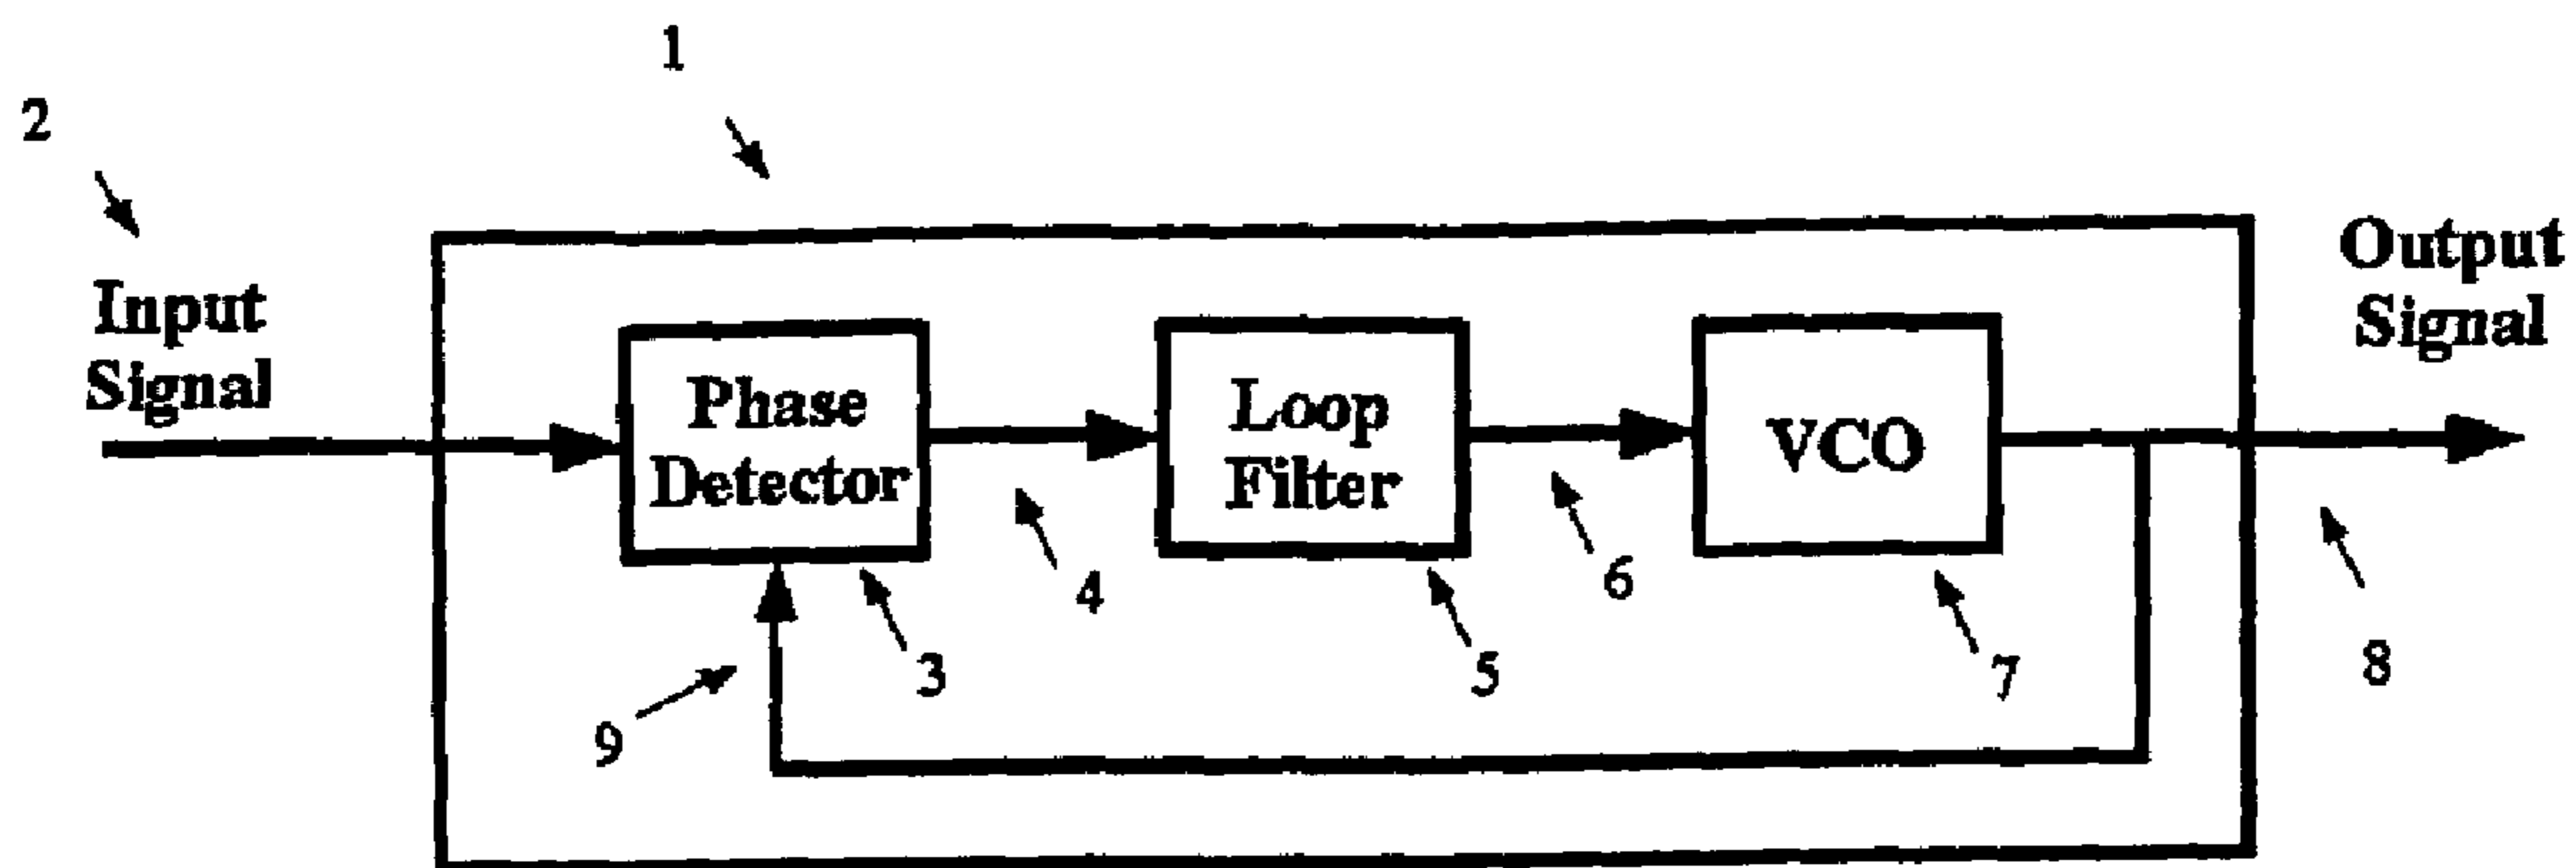 1
2
Input
Signal
Output
Signal
Phase
Detector
Loop
Filter
VCO
3
4
5
6
7
8
9